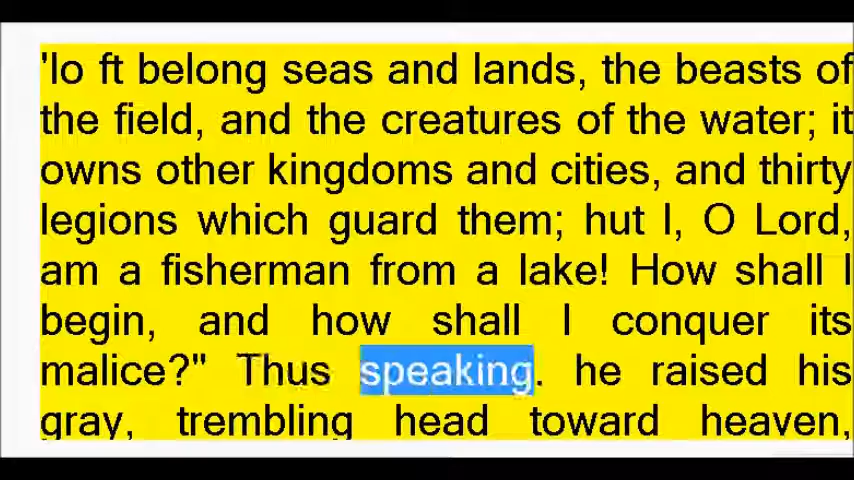 'lo ft belong seas and lands, the beasts of
the field, and the creatures of the water; it
owns other kingdoms and cities, and thirty
legions which guard them; hut I, O Lord,
am a fisherman from a lake! How shall I
begin, and how shall I conquer its
malice?" Thus speaking. he raised his
gray, trembling head toward heaven,